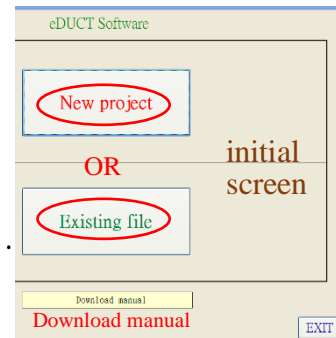 eDUCT Software
New project
OR
initial
screen
Existing file
.
Download manual
Download manual
EXIT